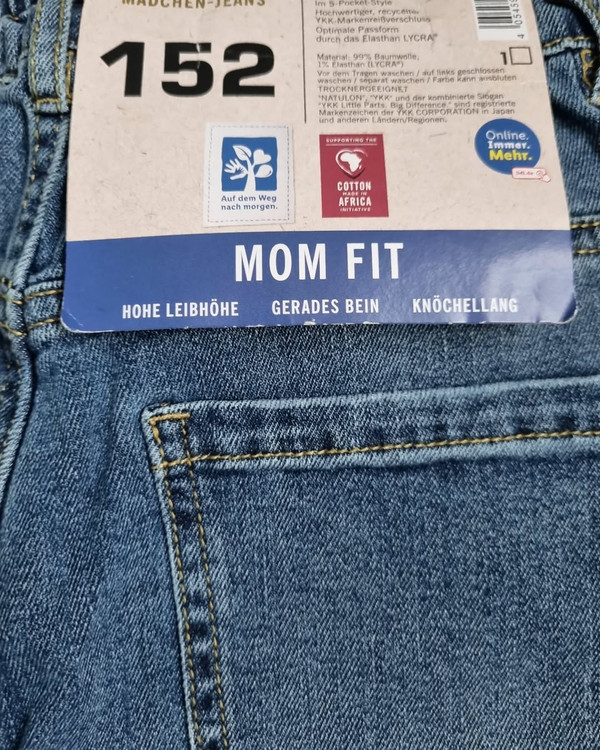 MÄDCHEN-JEANS
152
im 5-Pocket-Style
Hochwertiger, recycelter
YKK-Markenreißverschluss
Optimale Passform
durch das Elasthan LYCRA®
Material: 99% Baumwolle,
1% Elasthan (LYCRA®)
Vor dem Tragen waschen / auf links geschlossen
waschen / separat waschen / Farbe kann ausbluten
TROCKNERGEEIGNET
"NATULON", "YKK" und der kombinierte Slogan
"YKK Little Parts. Big Difference." sind registrierte
Markenzeichen der YKK CORPORATION in Japan
und anderen Ländern/Regionen.
1
Auf dem Weg
nach morgen.
SUPPORTING THE
COTTON
MADE IN
AFRICA
INITIATIVE
Online.
Immer.
Mehr.
MOM FIT
HOHE LEIBHÖHE GERADES BEIN KNÖCHELLANG